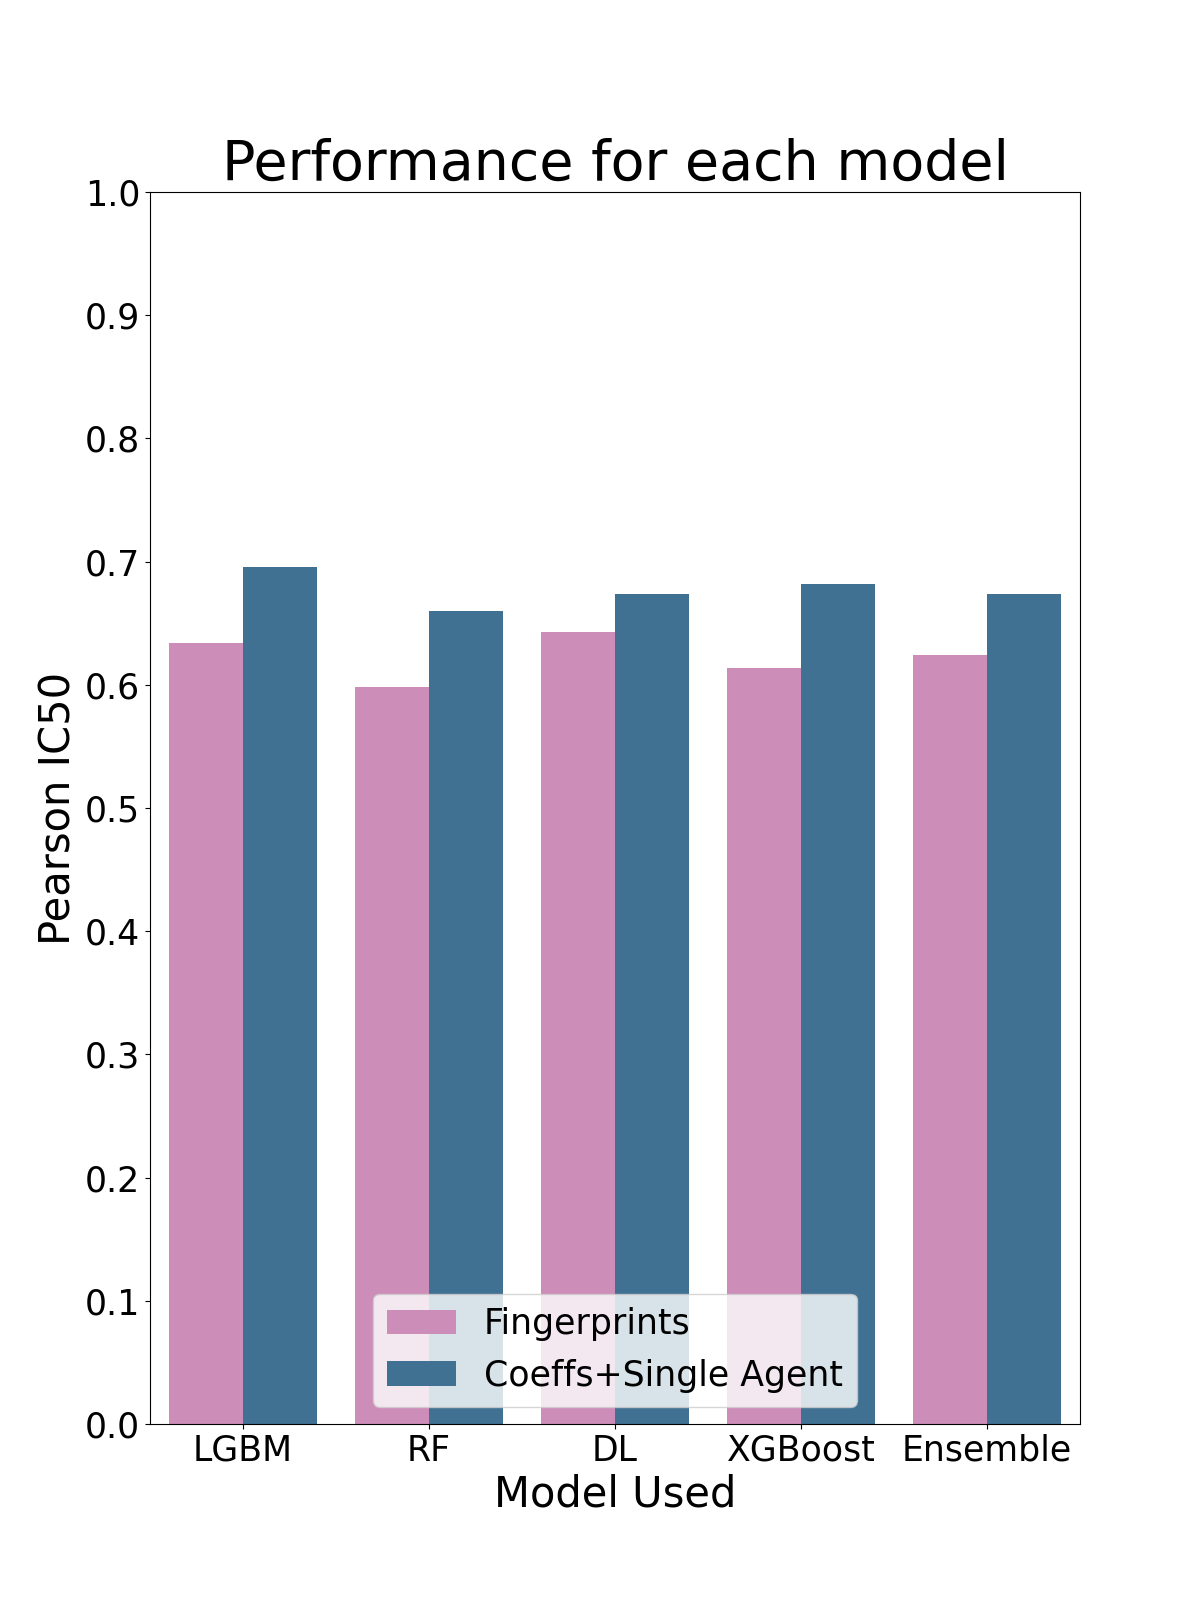 Performance for each model
1.0
0.9
0.8
0.7
0.6
0.5
0.4
0.3
0.2
0.1
0.0
Pearson IC50
Fingerprints
Coeffs+Single Agent
LGBM RF DL XGBoost Ensemble
Model Used